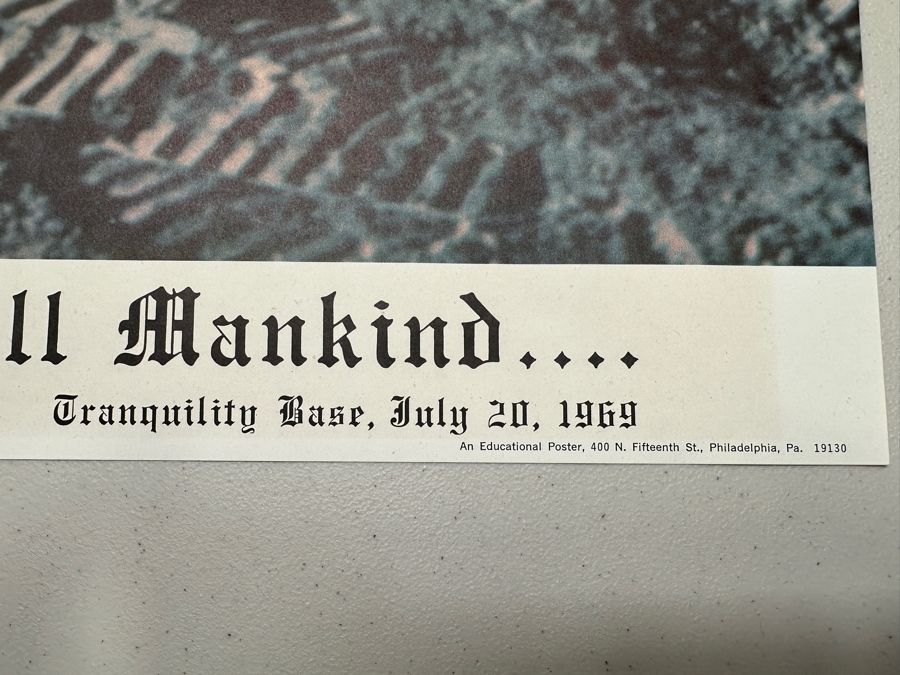 ll Mankind....
Tranquility Base, July 20, 1969
An Educational Poster, 400 N. Fifteenth St., Philadelphia, Pa. 19130